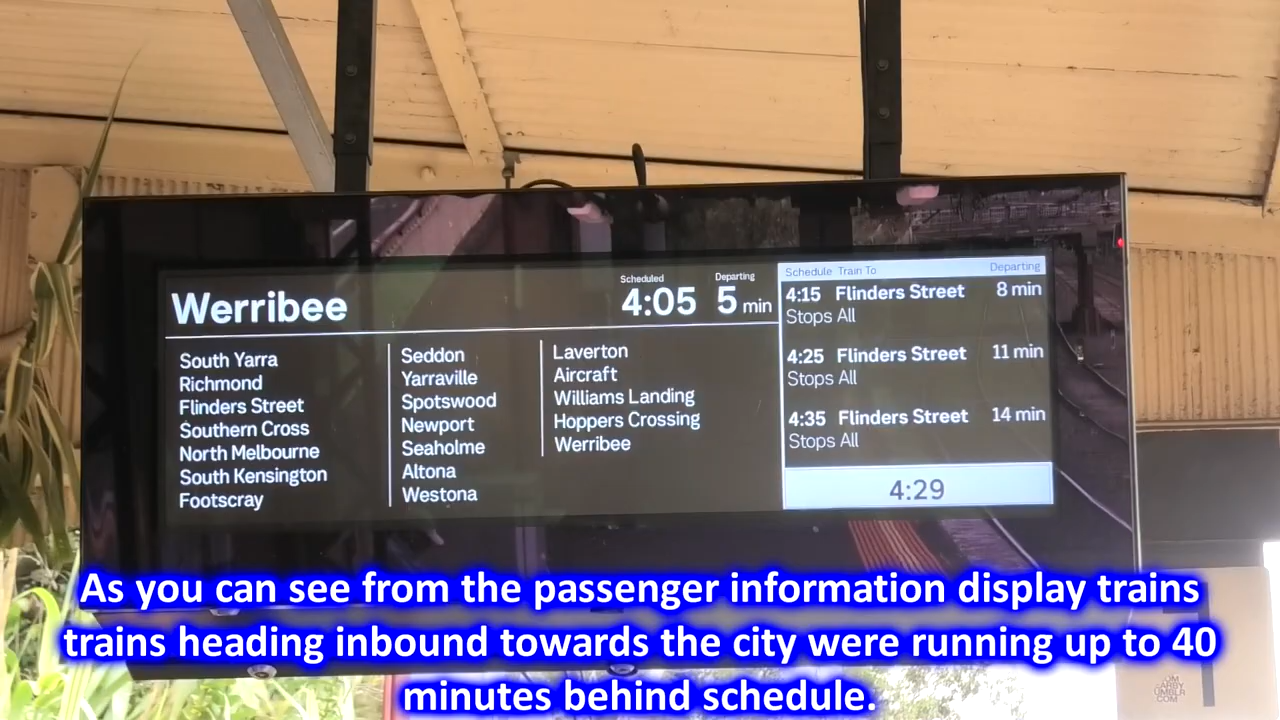 Werribee
Scheduled Departing
4:05 5 min
South Yarra
Richmond
Flinders Street
Southern Cross
North Melbourne
South Kensington
Footscray
Seddon
Yarraville
Spotswood
Newport
Seaholme
Altona
Westona
Laverton
Aircraft
Williams Landing
Hoppers Crossing
Werribee
Schedule Train To Departing
4:15 Flinders Street 8 min
Stops All
4:25 Flinders Street 11 min
Stops All
4:35 Flinders Street 14 min
Stops All
4:29
As you can see from the passenger information display trains
trains heading inbound towards the city were running up to 40
minutes behind schedule.